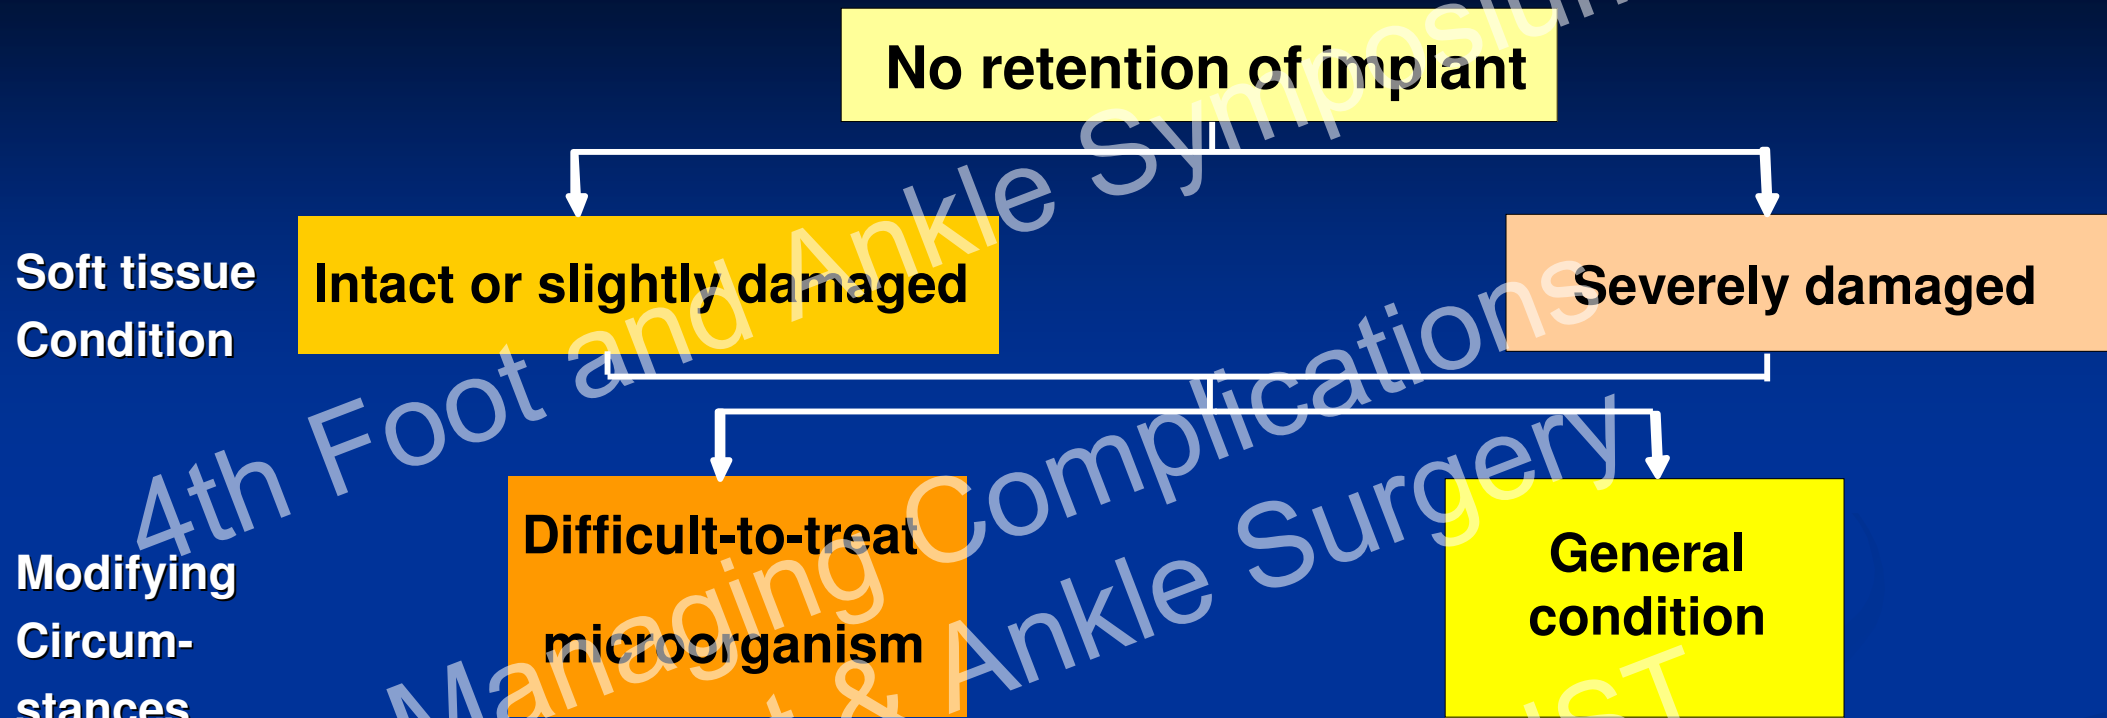 No retention of implant
Soft tissue
Condition
Intact or slightly damaged
Severely damaged
Modifying
Circum-
stances
Difficult-to-treat
microorganism
General
condition
4th Foot and Ankle Symposium
Managing Complications
& Ankle Surgery